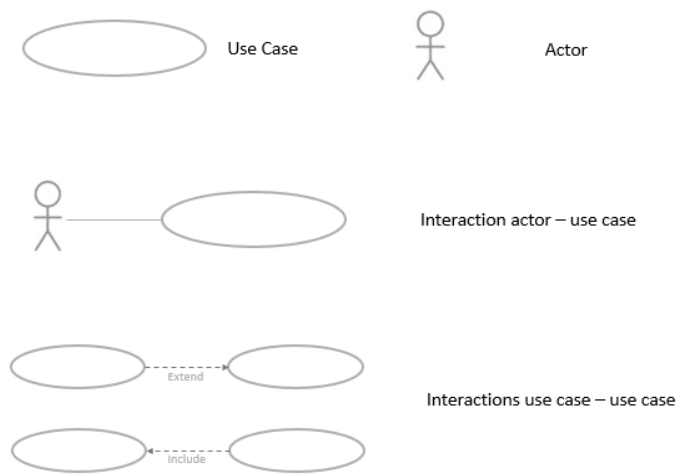 Use Case
Actor
Interaction actor – use case
Extend
Interactions use case – use case
Include